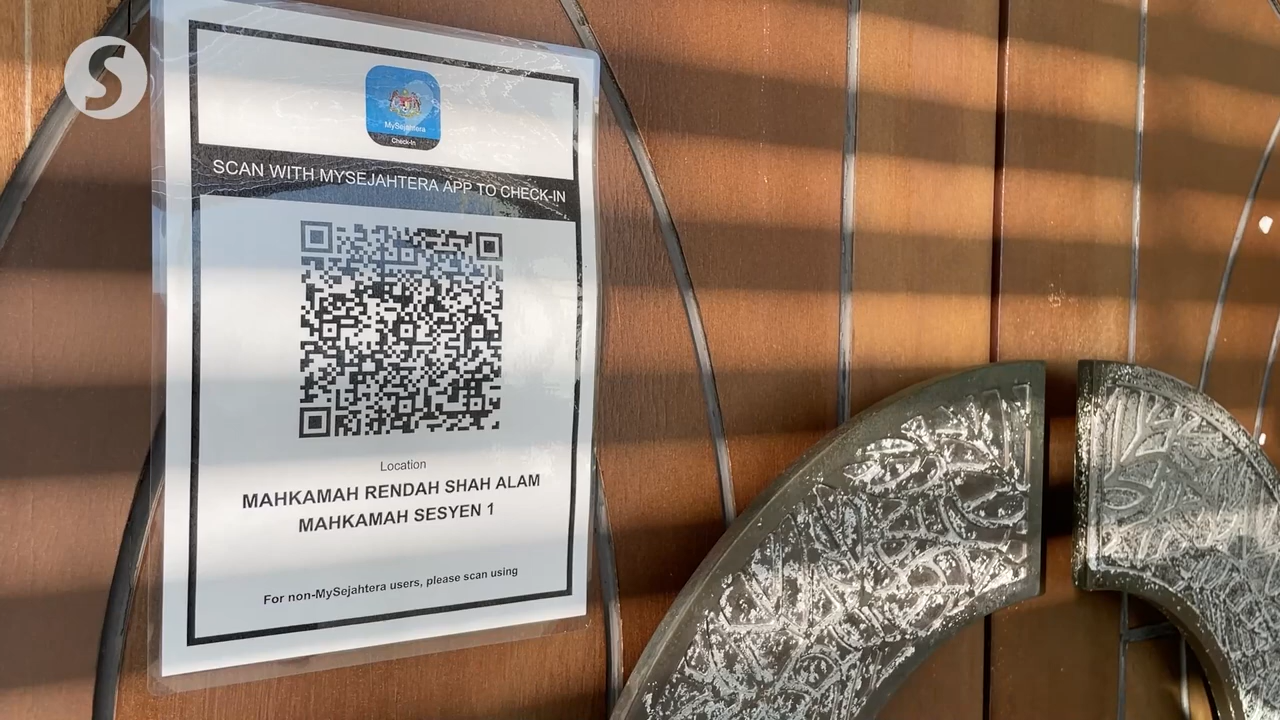 S
MySejahtera
Check-In
SCAN WITH MYSEJAHTERA APP TO CHECK-IN
Location
MAHKAMAH RENDAH SHAH ALAM
MAHKAMAH SESYEN 1
For non-MySejahtera users, please scan using